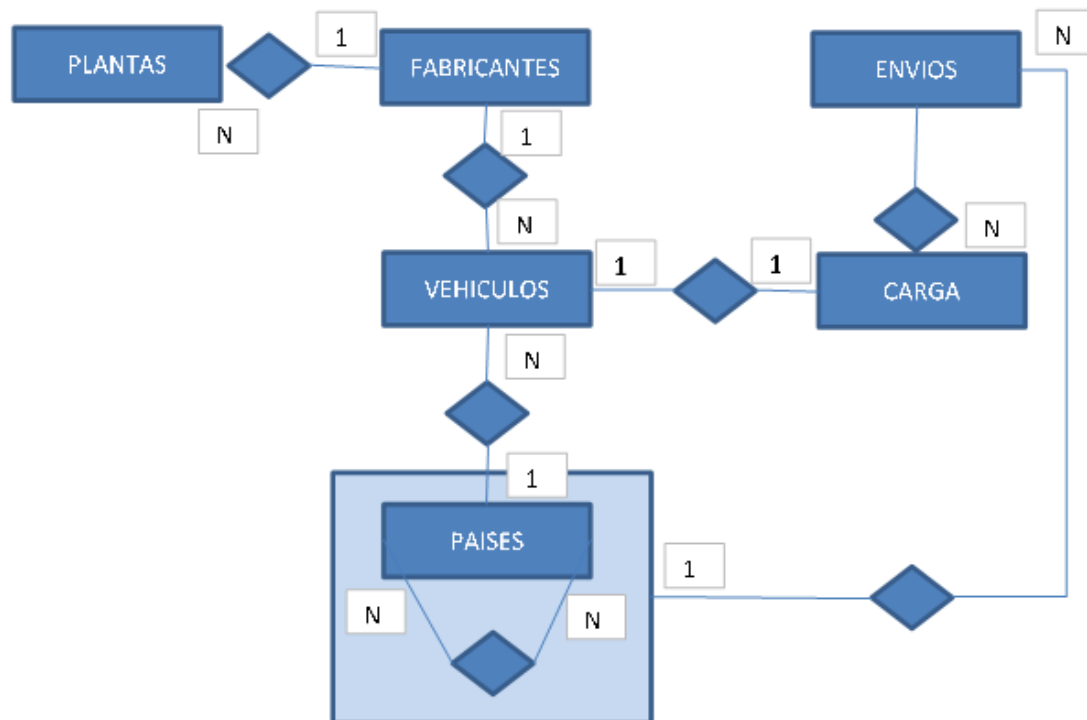 PLANTAS
1
FABRICANTES
ENVIOS
N
N
1
N
N
VEHICULOS
1
1
CARGA
N
1
PAISES
1
N
N